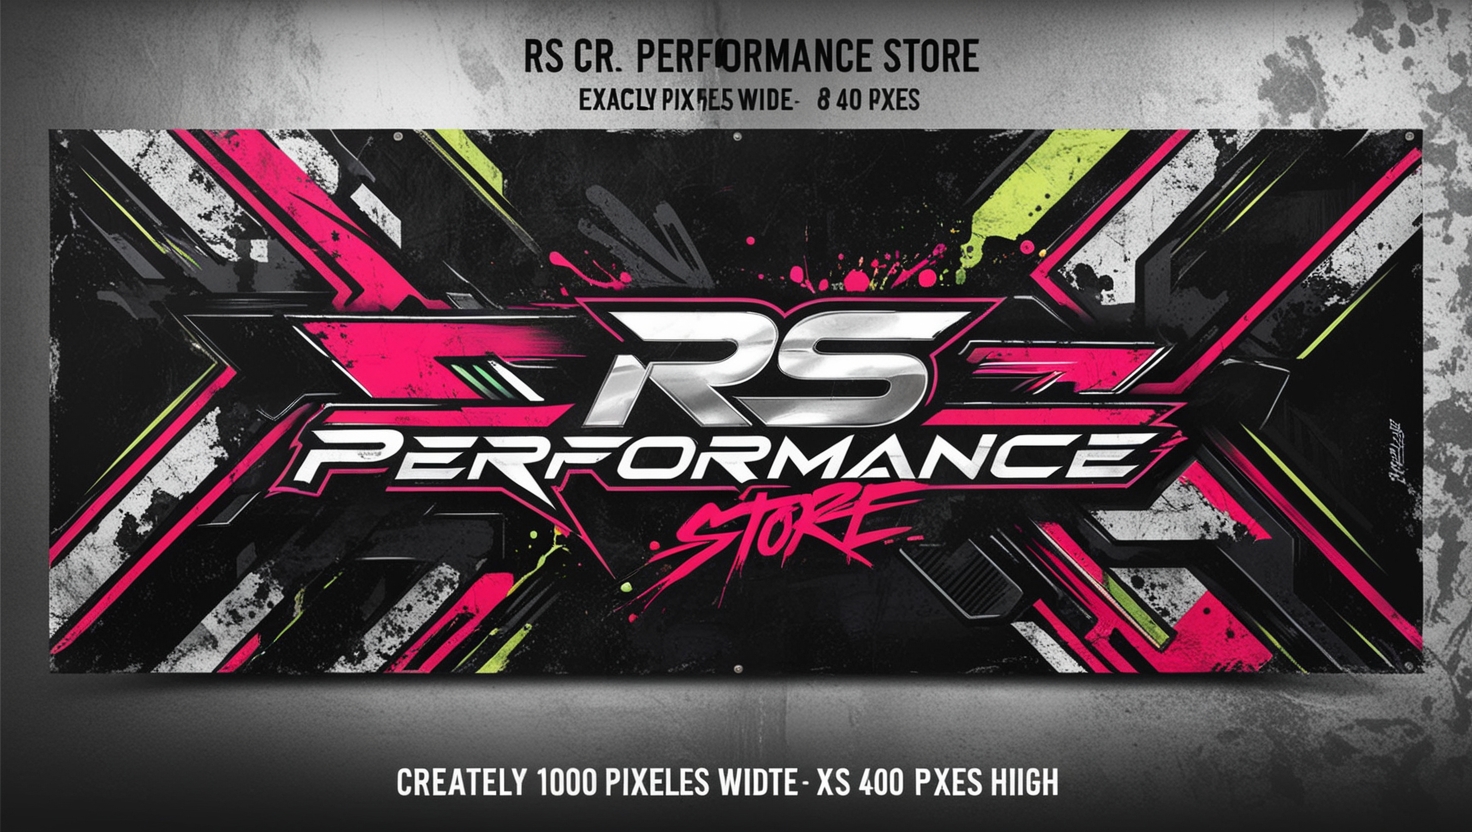 RS CR. PERFORMANCE STORE
EXACLY PIXRELS WIDE- 8 40 PXES
RS
PERFORMANCE
STORE
CREATELY 1000 PIXELES WIDTE- XS 400 PXES HIIGH